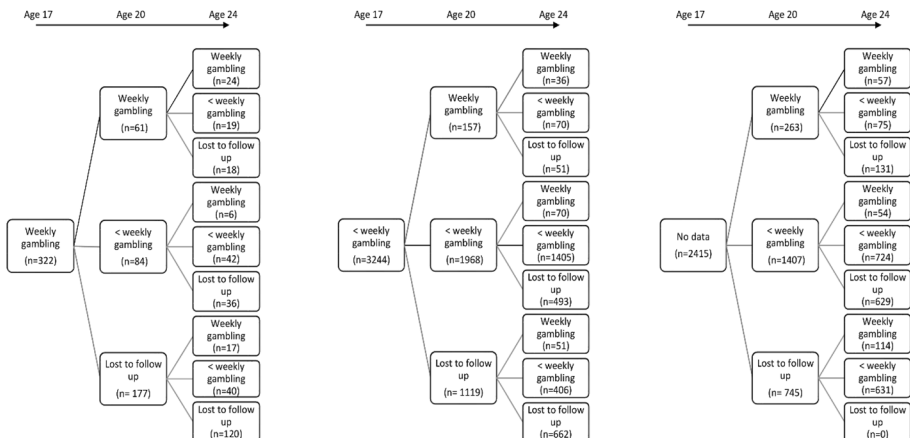 Age 17 Age 20 Age 24
Weekly
gambling
(n=322)
Weekly
gambling
(n=61)
Weekly
gambling
(n=24)
< weekly
gambling
(n=19)
Lost to follow
up
(n=18)
< weekly
gambling
(n=84)
Weekly
gambling
(n=6)
< weekly
gambling
(n=42)
Lost to follow
up
(n=36)
Lost to follow
up
(n= 177)
Weekly
gambling
(n=17)
< weekly
gambling
(n=40)
Lost to follow
up
(n=120)
Age 17 Age 20 Age 24
< weekly
gambling
(n=3244)
Weekly
gambling
(n=157)
Weekly
gambling
(n=36)
< weekly
gambling
(n=70)
Lost to follow
up
(n=51)
< weekly
gambling
(n=1968)
Weekly
gambling
(n=70)
< weekly
gambling
(n=1405)
Lost to follow
up
(n=493)
Lost to follow
up
(n= 1119)
Weekly
gambling
(n=51)
< weekly
gambling
(n=406)
Lost to follow
up
(n=662)
Age 17 Age 20 Age 24
No data
(n=2415)
Weekly
gambling
(n=263)
Weekly
gambling
(n=57)
< weekly
gambling
(n=75)
Lost to follow
up
(n=131)
< weekly
gambling
(n=1407)
Weekly
gambling
(n=54)
< weekly
gambling
(n=724)
Lost to follow
up
(n=629)
Lost to follow
up
(n= 745)
Weekly
gambling
(n=114)
< weekly
gambling
(n=631)
Lost to follow
up
(n=0)